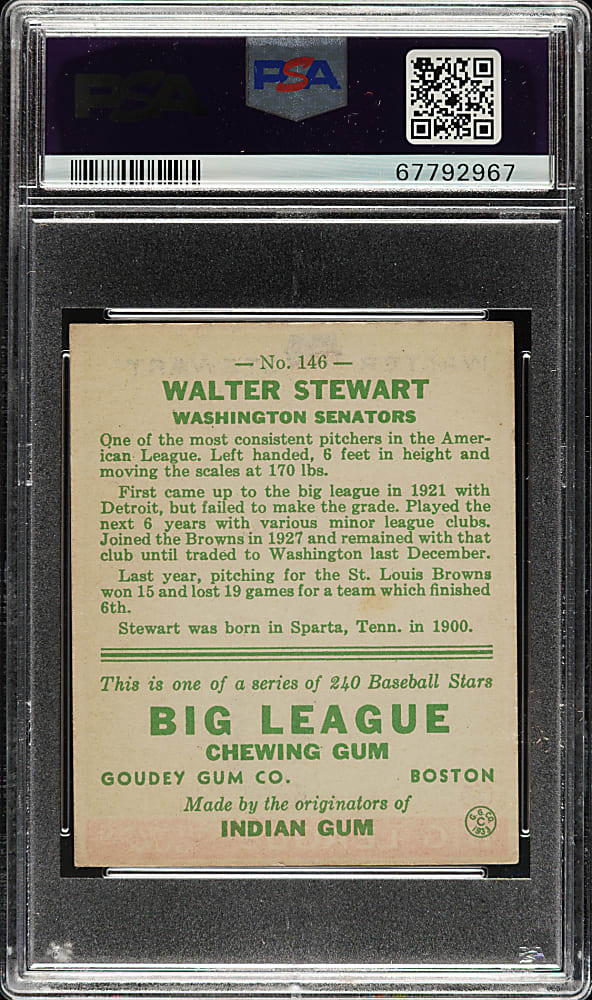 PSA
PSA
67792967
— No. 146 —
WALTER STEWART
WASHINGTON SENATORS
One of the most consistent pitchers in the Amer-
ican League. Left handed, 6 feet in height and
moving the scales at 170 lbs.
First came up to the big league in 1921 with
Detroit, but failed to make the grade. Played the
next 6 years with various minor league clubs.
Joined the Browns in 1927 and remained with that
club until traded to Washington last December.
Last year, pitching for the St. Louis Browns
won 15 and lost 19 games for a team which finished
6th.
Stewart was born in Sparta, Tenn. in 1900.
This is one of a series of 240 Baseball Stars
BIG LEAGUE
CHEWING GUM
GOUDEY GUM CO. BOSTON
Made by the originators of
INDIAN GUM
G.G.CO.
C
1933